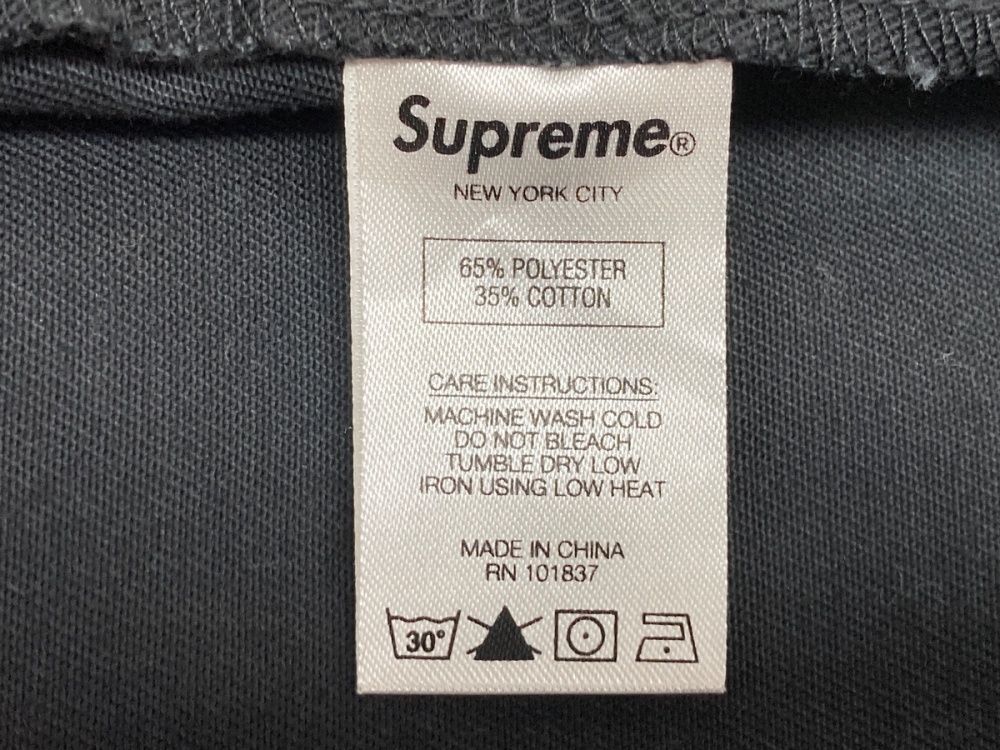 Supreme®
NEW YORK CITY
65% POLYESTER
35% COTTON
CARE INSTRUCTIONS:
MACHINE WASH COLD
DO NOT BLEACH
TUMBLE DRY LOW
IRON USING LOW HEAT
MADE IN CHINA
RN 101837
30°